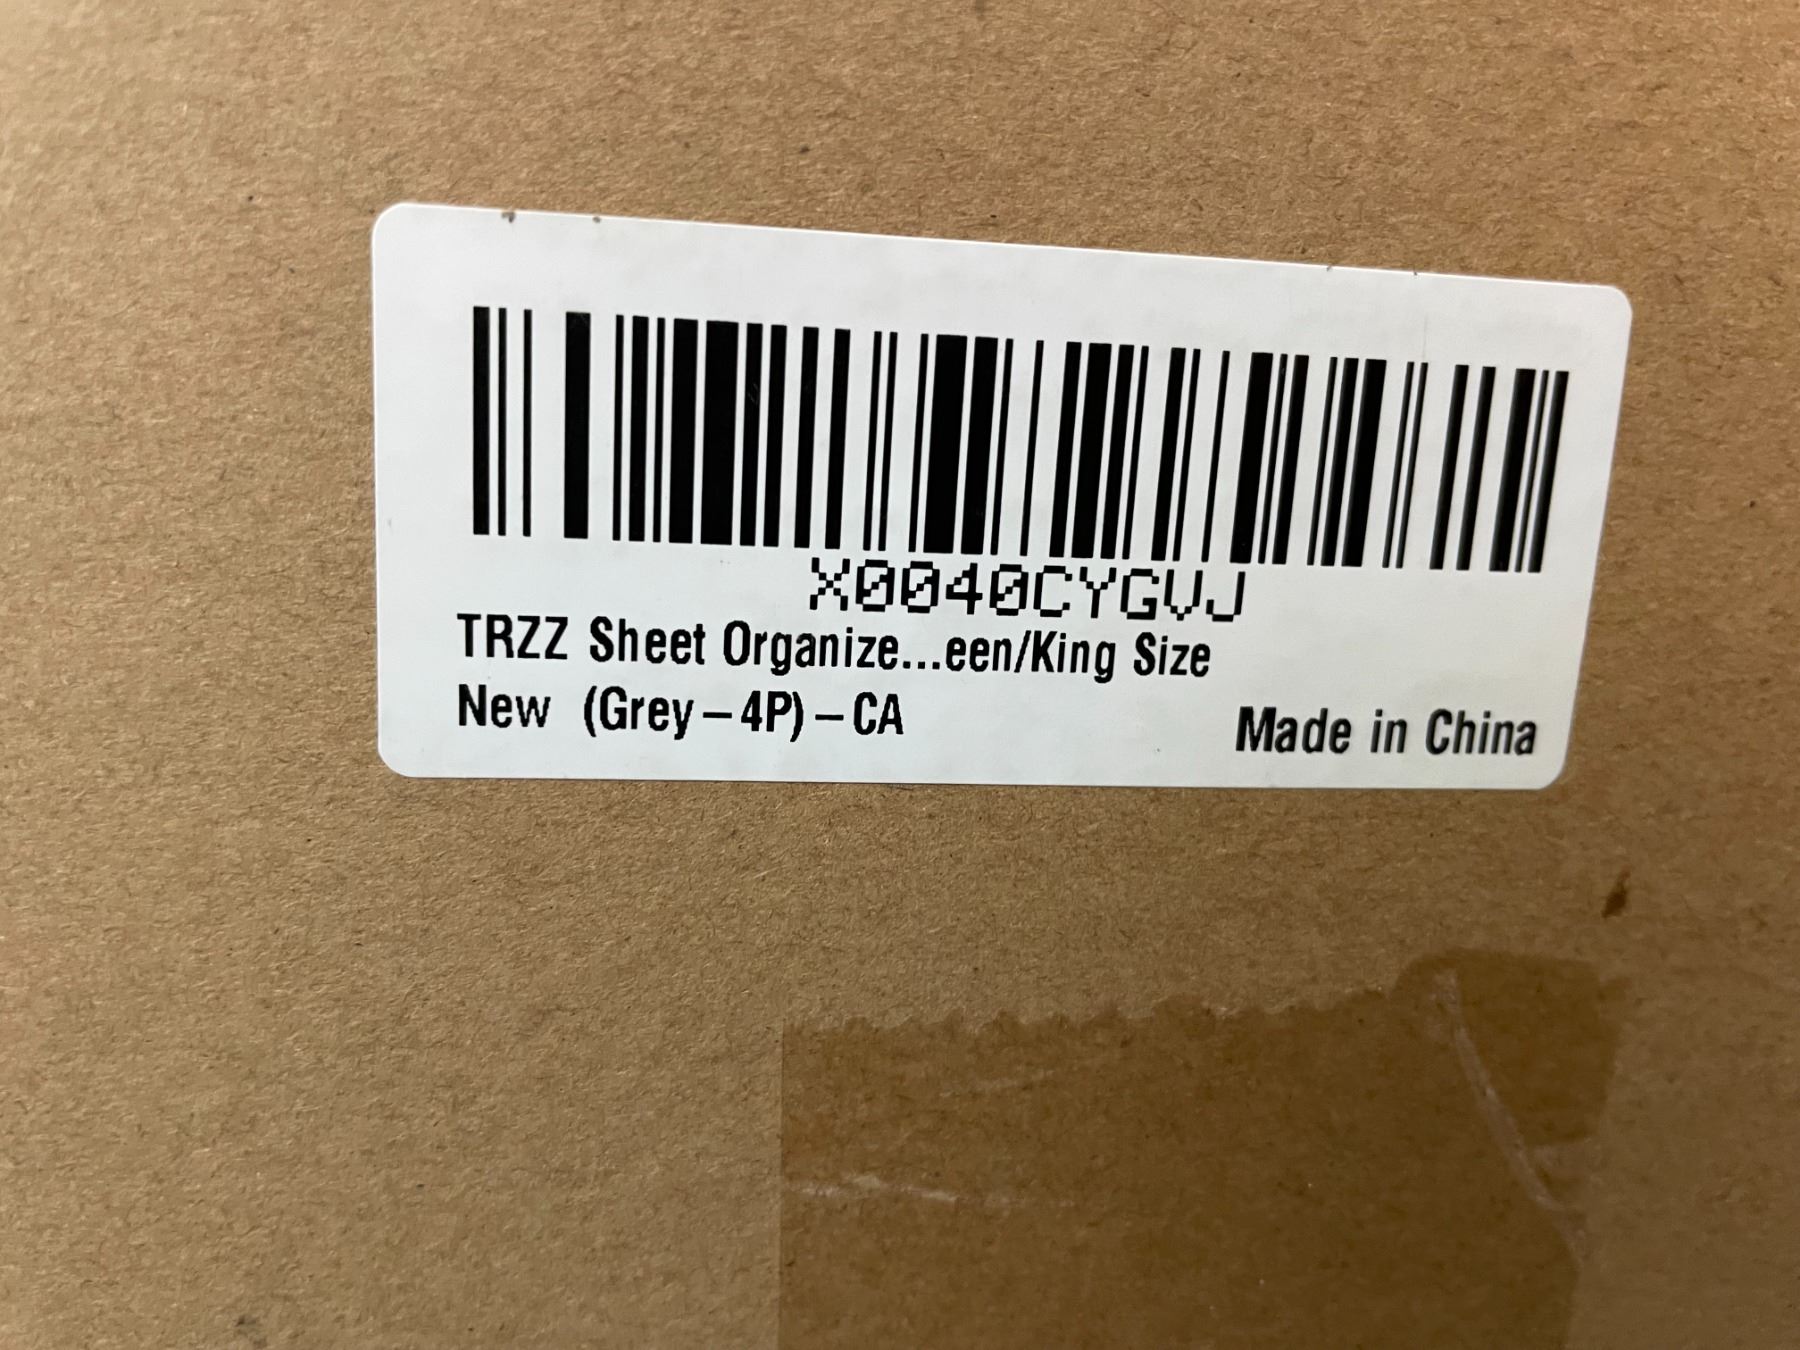 X0040CYGVJ
TRZZ Sheet Organize...een/King Size
New (Grey-4P)-CA
Made in China